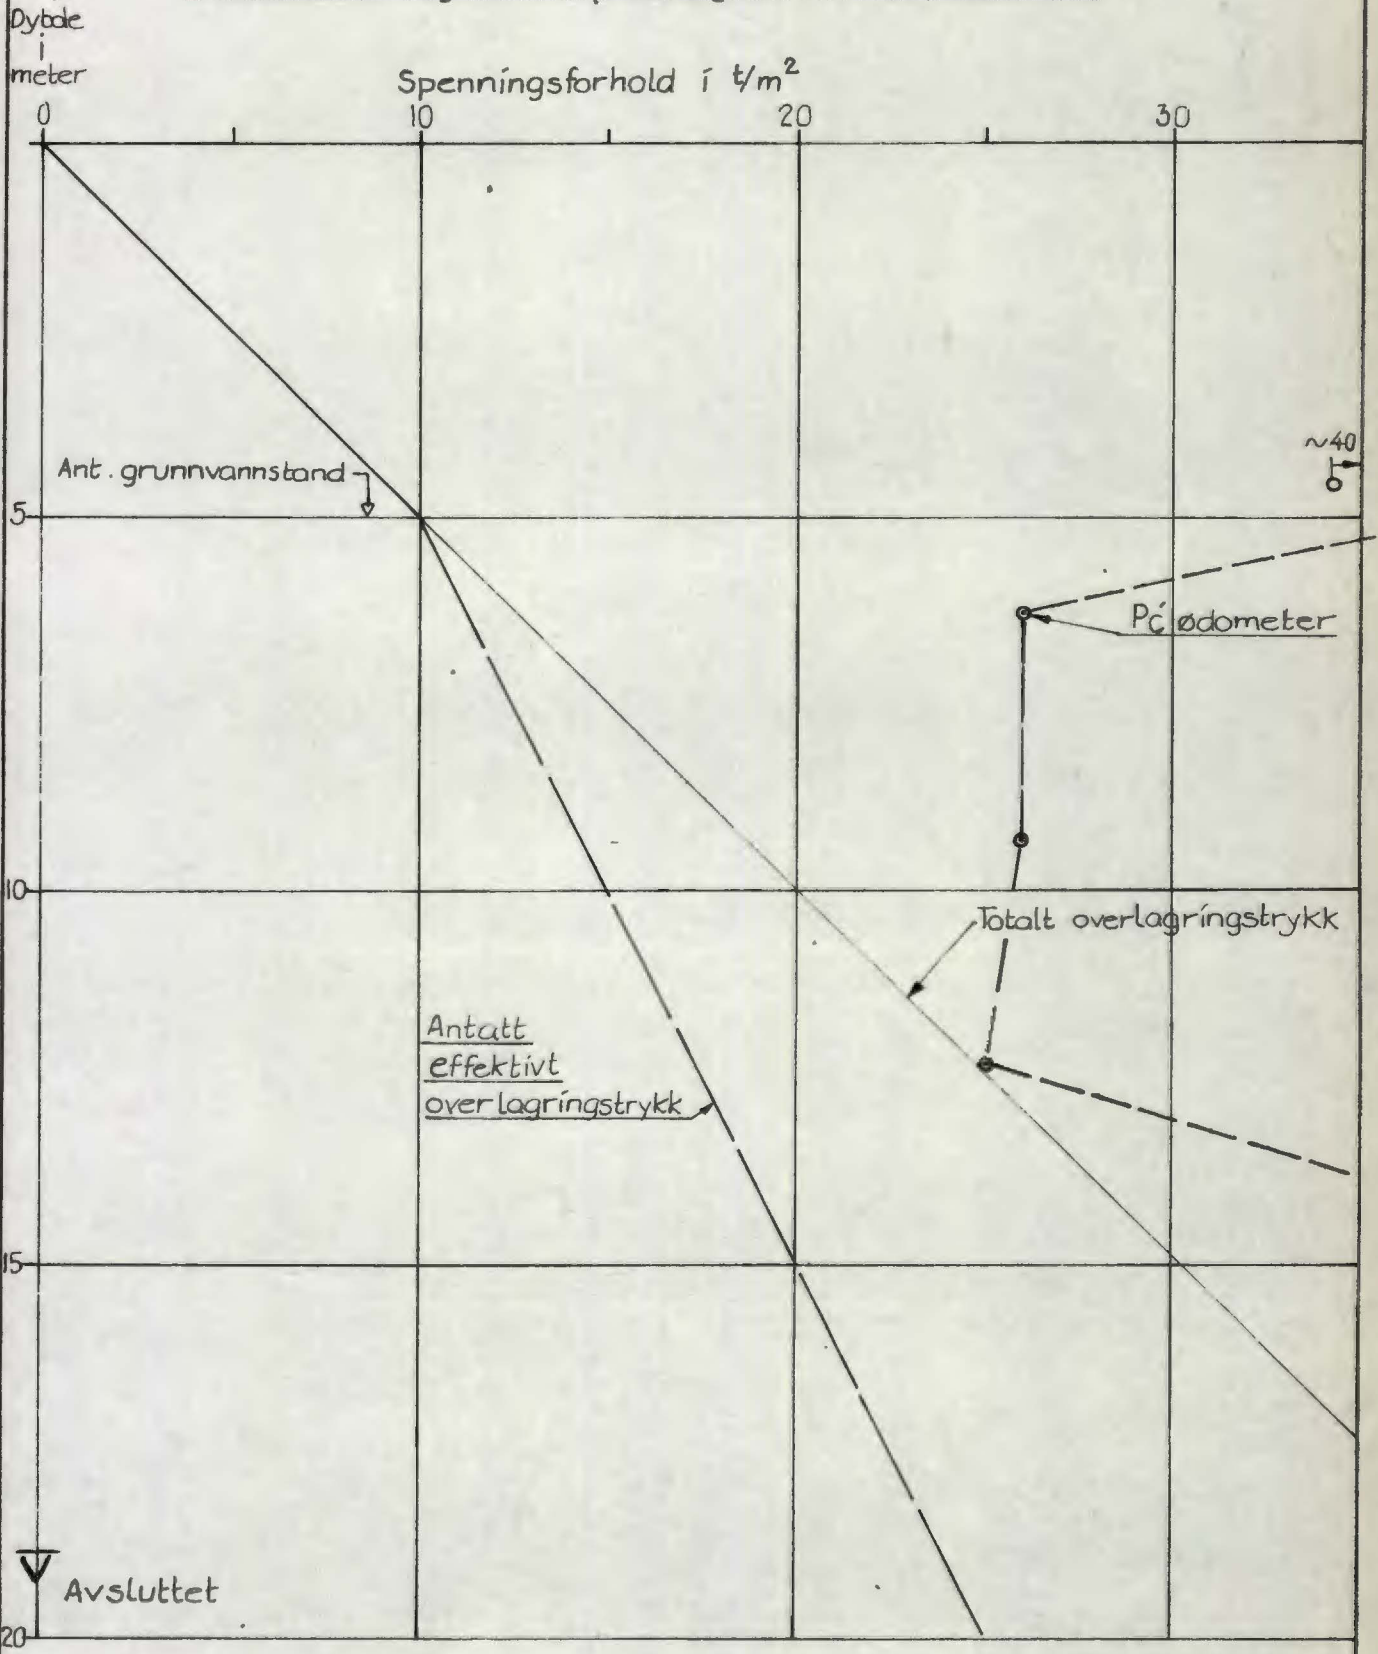 Dybde
i
meter
Spenningsforhold i t/m²
0 10 20 30
Ant. grunnvannstand
~40
5
Pć ødometer
10
Totalt overlagringstrykk
Antatt
effektivt
overlagringstrykk
15
Avsluttet
20